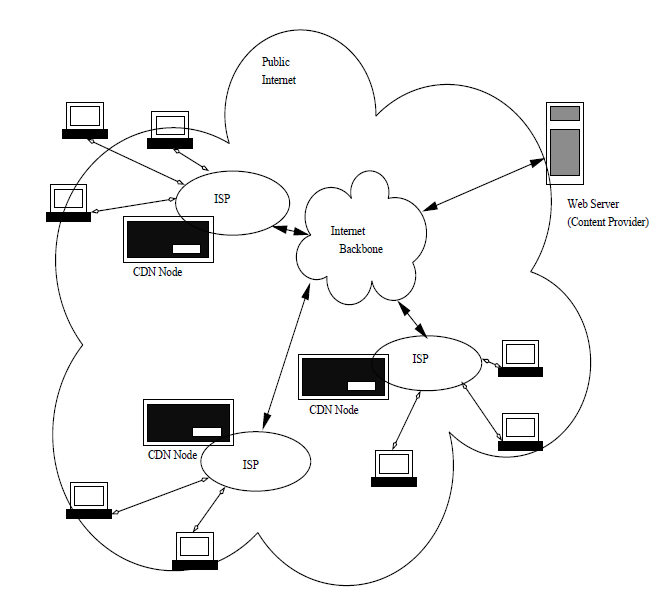 Public
Internet
ISP
Web Server
(Content Provider)
Internet
Backbone
CDN Node
ISP
CDN Node
CDN Node
ISP